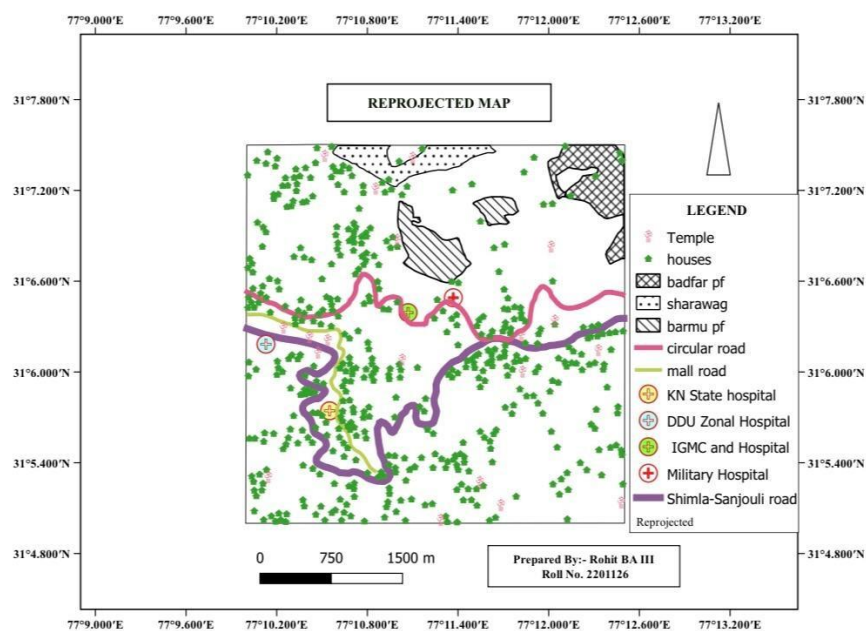 77°9.000'E 77°9.600'E 77°10.200'E 77°10.800'E 77°11.400'E 77°12.000'E 77°12.600'E 77°13.200'E
31°7.800'N 31°7.800'N
REPROJECTED MAP
31°7.200'N 31°7.200'N
LEGEND
Temple
houses
badfar pf
sharawag
barmu pf
circular road
mall road
KN State hospital
DDU Zonal Hospital
IGMC and Hospital
Military Hospital
Shimla-Sanjouli road
Reprojected
31°6.600'N 31°6.600'N
31°6.000'N 31°6.000'N
31°5.400'N 31°5.400'N
31°4.800'N 31°4.800'N
0 750 1500 m
Prepared By:- Rohit BA III
Roll No. 2201126
77°9.000'E 77°9.600'E 77°10.200'E 77°10.800'E 77°11.400'E 77°12.000'E 77°12.600'E 77°13.200'E